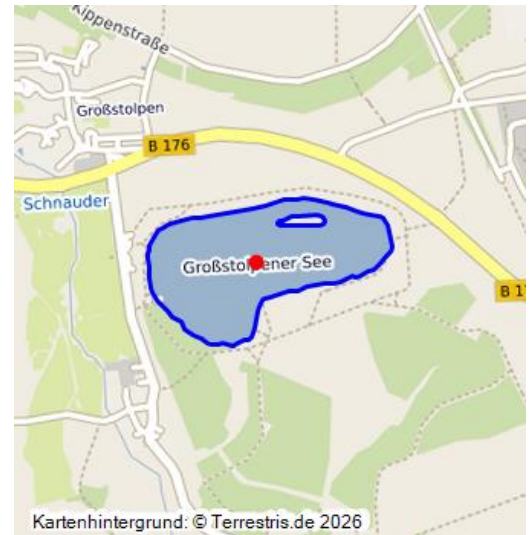 Kippenstraße
Großstolpen
B 176
Schnauder
Großstolpener See
B 17
Kartenhintergrund: © Terrestris.de 2026